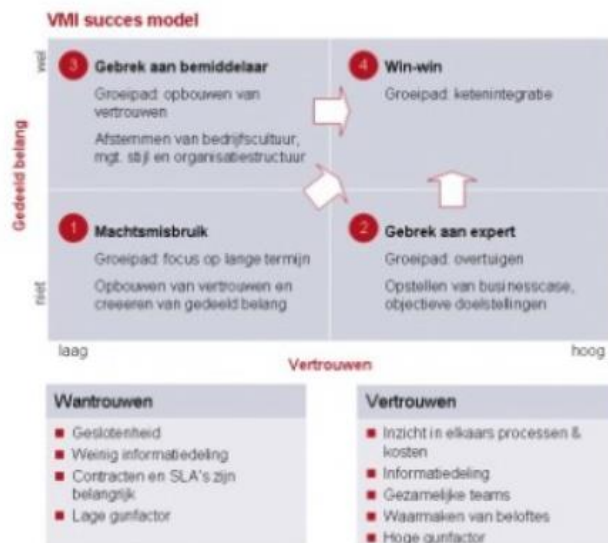 VMI succes model
wel
Gedeeld belang
niet
3 Gebrek aan bemiddelaar
Groeipad: opbouwen van
vertrouwen
Afstemmen van bedrijfscultuur,
mgt. stijl en organisatiestructuur
4 Win-win
Groeipad: ketenintegratie
1 Machtsmisbruik
Groeipad: focus op lange termijn
Opbouwen van vertrouwen en
creeeren van gedeeld belang
2 Gebrek aan expert
Groeipad: overtuigen
Opstellen van businesscase,
objectieve doelstellingen
laag
Vertrouwen
hoog
Wantrouwen
Geslotenheid
Weinig informatiedeling
Contracten en SLA's zijn
belangrijk
Lage gunfactor
Vertrouwen
Inzicht in elkaars processen &
kosten
Informatiedeling
Gezamelijke teams
Waarmaken van beloftes
Hoge gunfactor